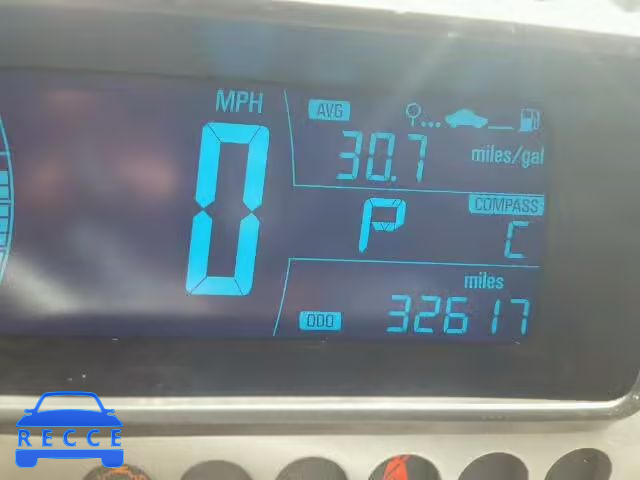 MPH
0
AVG
30.7 miles/gal
P
COMPASS
C
miles
ODO 32617
RECCE